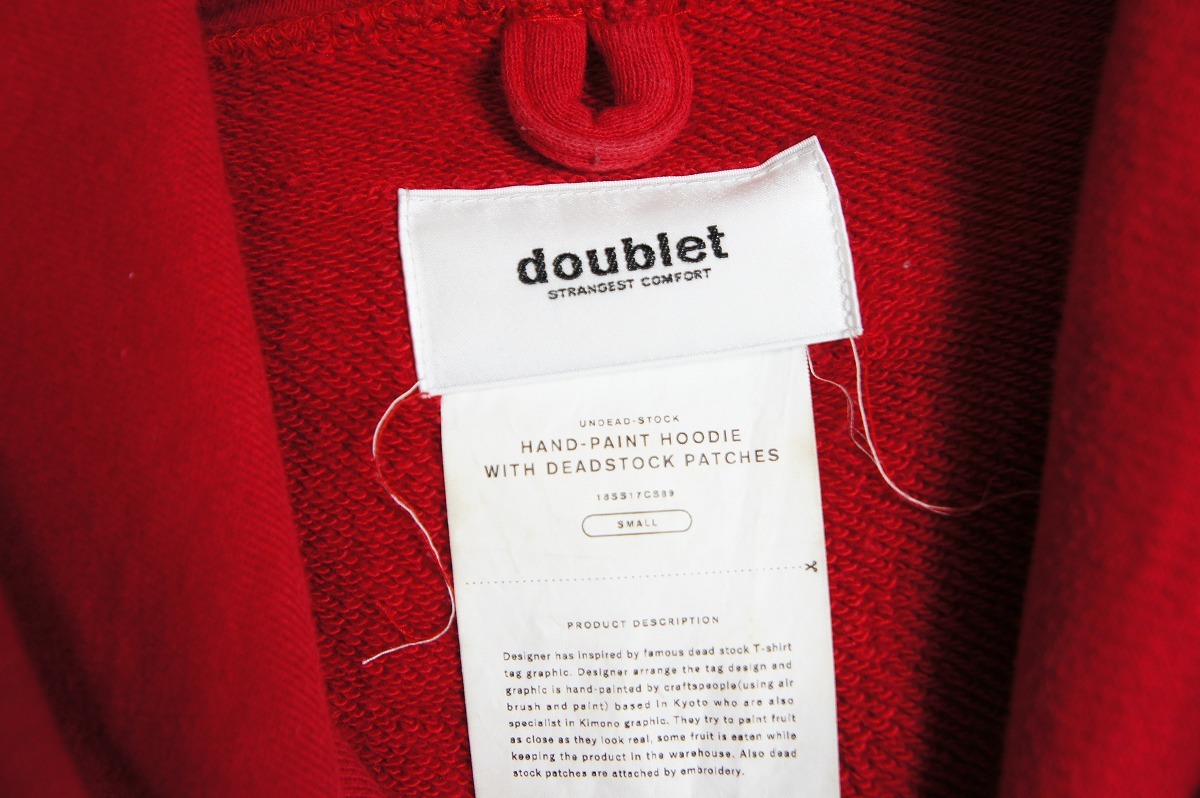 doublet
STRANGEST COMFORT
UNDEAD-STOCK
HAND-PAINT HOODIE
WITH DEADSTOCK PATCHES
18SS17CS89
SMALL
PRODUCT DESCRIPTION
Designer has inspired by famous dead stock T-shirt
tag graphic. Designer arrange the tag design and
graphic is hand-painted by craftspeople(using air
brush and paint) based in Kyoto who are also
specialist in Kimono graphic. They try to paint fruit
as close as they look real, some fruit is eaten while
keeping the product in the warehouse. Also dead
stock patches are attached by embroidery.